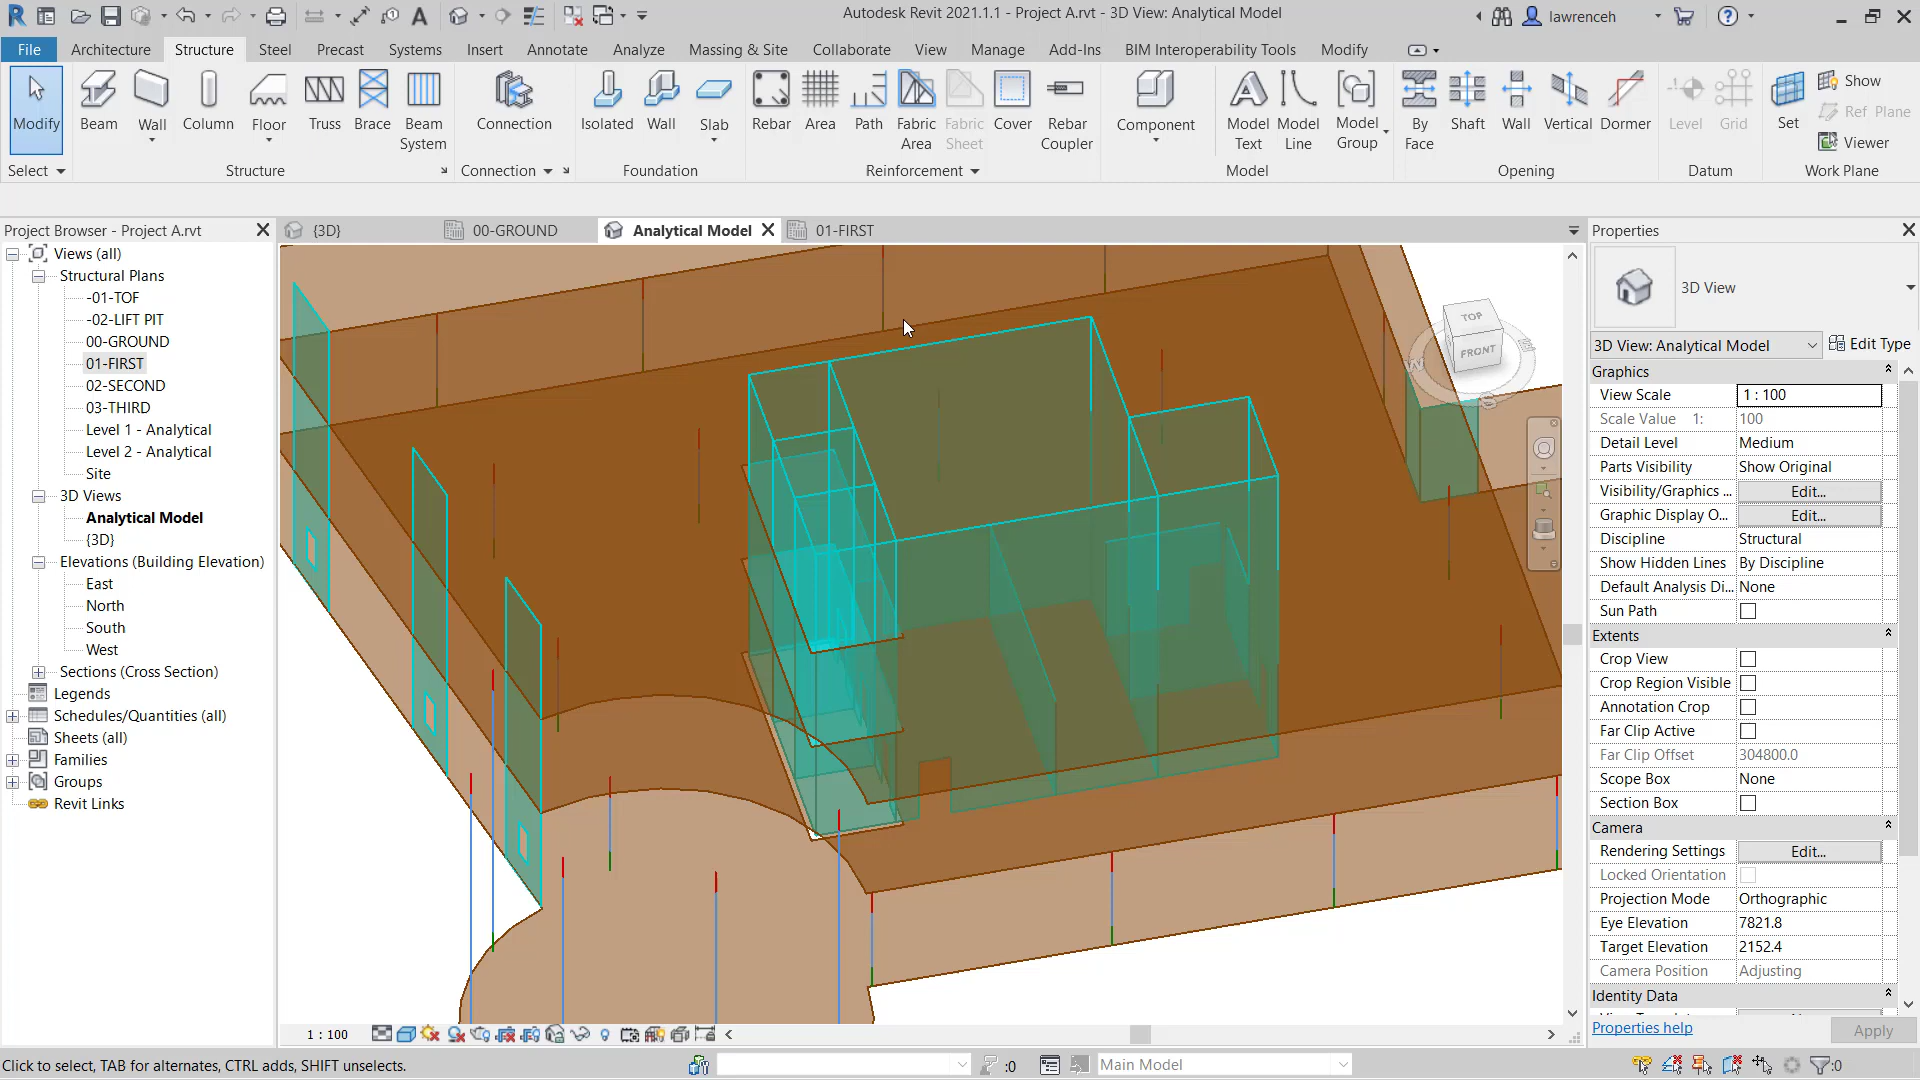 Autodesk Revit 2021.1.1 - Project A.rvt - 3D View: Analytical Model
lawrenceh
File Architecture Structure Steel Precast Systems Insert Annotate Analyze Massing & Site Collaborate View Manage Add-Ins BIM Interoperability Tools Modify
Modify Beam Wall Column Floor Truss Brace Beam System Connection Isolated Wall Slab Rebar Area Path Fabric Area Fabric Sheet Cover Rebar Coupler Component Model Text Model Line Model Group By Face Shaft Wall Vertical Dormer Level Grid Set Show Ref Plane Viewer
Select Structure Connection Foundation Reinforcement Model Opening Datum Work Plane
Project Browser - Project A.rvt
Views (all)
Structural Plans
-01-TOF
-02-LIFT PIT
00-GROUND
01-FIRST
02-SECOND
03-THIRD
Level 1 - Analytical
Level 2 - Analytical
Site
3D Views
Analytical Model
{3D}
Elevations (Building Elevation)
East
North
South
West
Sections (Cross Section)
Legends
Schedules/Quantities (all)
Sheets (all)
Families
Groups
Revit Links
{3D} 00-GROUND Analytical Model 01-FIRST
TOP
FRONT
W
S
1 : 100
Properties
3D View
3D View: Analytical Model Edit Type
Graphics
View Scale 1 : 100
Scale Value 1: 100
Detail Level Medium
Parts Visibility Show Original
Visibility/Graphics ... Edit...
Graphic Display O... Edit...
Discipline Structural
Show Hidden Lines By Discipline
Default Analysis Di... None
Sun Path
Extents
Crop View
Crop Region Visible
Annotation Crop
Far Clip Active
Far Clip Offset 304800.0
Scope Box None
Section Box
Camera
Rendering Settings Edit...
Locked Orientation
Projection Mode Orthographic
Eye Elevation 7821.8
Target Elevation 2152.4
Camera Position Adjusting
Identity Data
Properties help Apply
Click to select, TAB for alternates, CTRL adds, SHIFT unselects.
:0
Main Model
:0